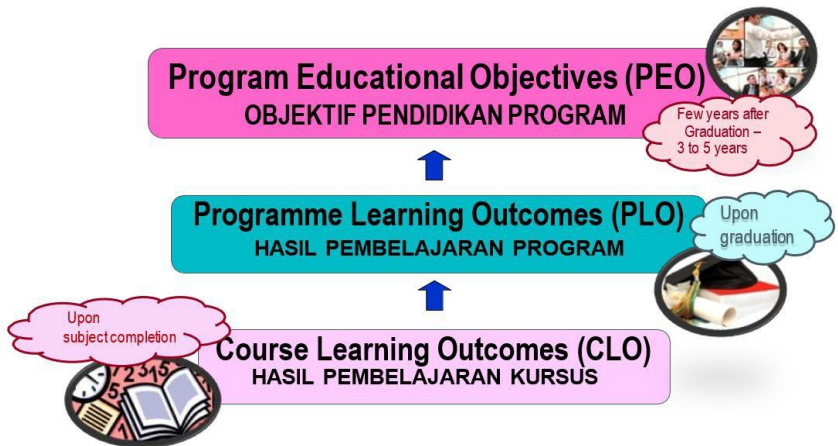 Program Educational Objectives (PEO)
OBJEKTIF PENDIDIKAN PROGRAM
Few years after
Graduation –
3 to 5 years
Programme Learning Outcomes (PLO)
HASIL PEMBELAJARAN PROGRAM
Upon
graduation
Upon
subject completion
Course Learning Outcomes (CLO)
HASIL PEMBELAJARAN KURSUS